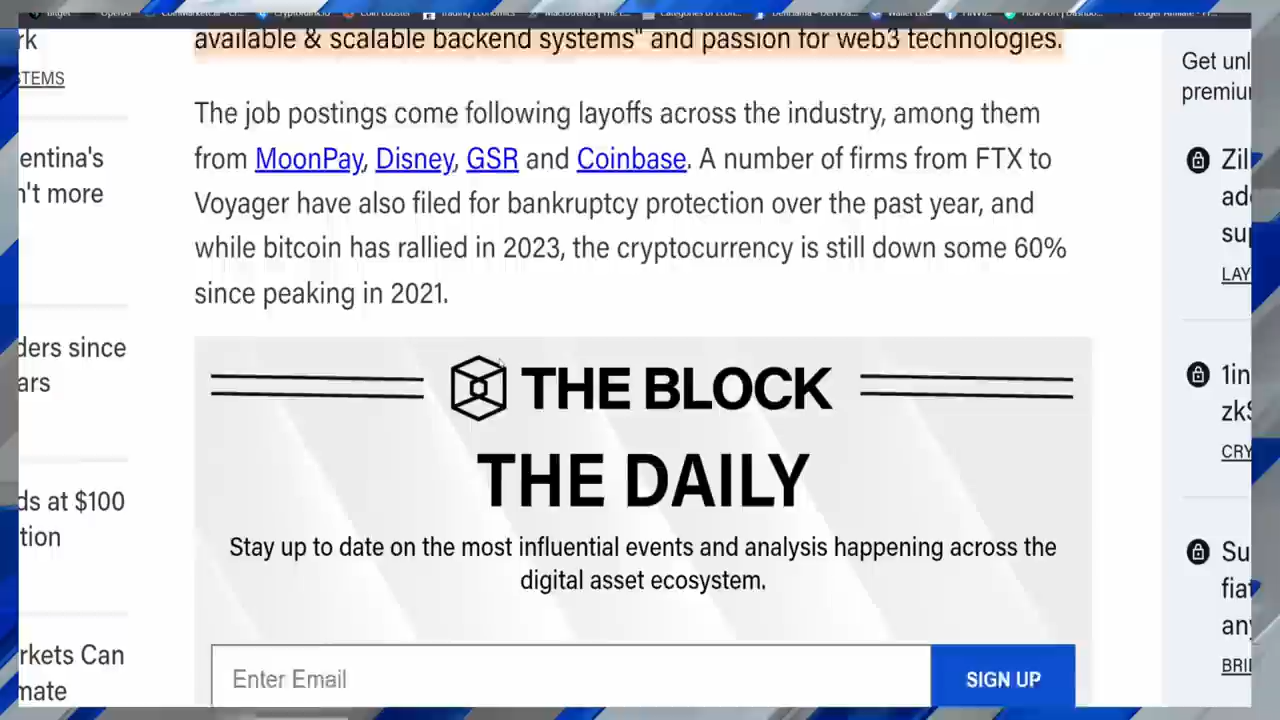 rk
STEMS
entina's
n't more
ders since
ars
ds at $100
tion
rkets Can
mate
available & scalable backend systems" and passion for web3 technologies.
The job postings come following layoffs across the industry, among them
from MoonPay, Disney, GSR and Coinbase. A number of firms from FTX to
Voyager have also filed for bankruptcy protection over the past year, and
while bitcoin has rallied in 2023, the cryptocurrency is still down some 60%
since peaking in 2021.
THE BLOCK
THE DAILY
Stay up to date on the most influential events and analysis happening across the
digital asset ecosystem.
Enter Email
SIGN UP
Get unl
premiu
Zil
ad
sup
LAY
1in
zkS
CRY
Su
fiat
any
BRI